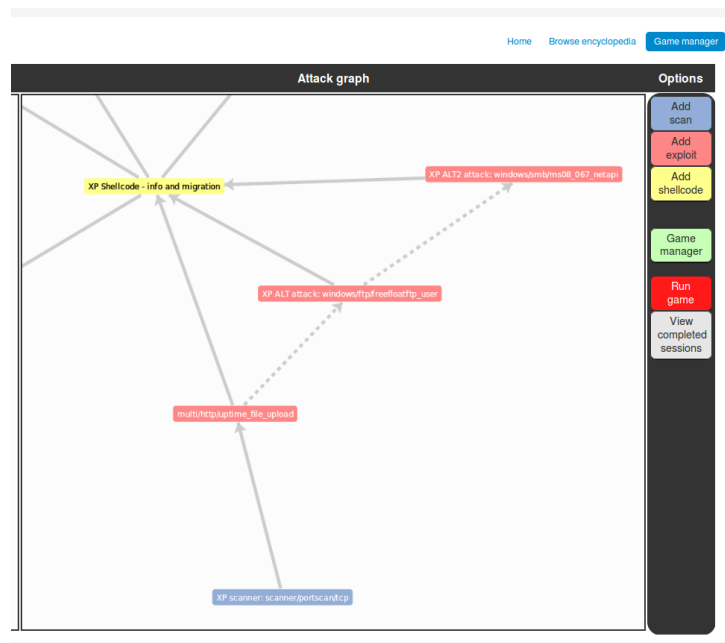 Home Browse encyclopedia Game manager
Attack graph
Options
Add
scan
Add
exploit
Add
shellcode
Game
manager
Run
game
View
completed
sessions
XP ALT2 attack: windows/smb/ms08_067_netapi
XP Shellcode - info and migration
XP ALT attack: windows/ftp/freefloatftp_user
multi/http/uptime_file_upload
XP scanner: scanner/portscan/tcp